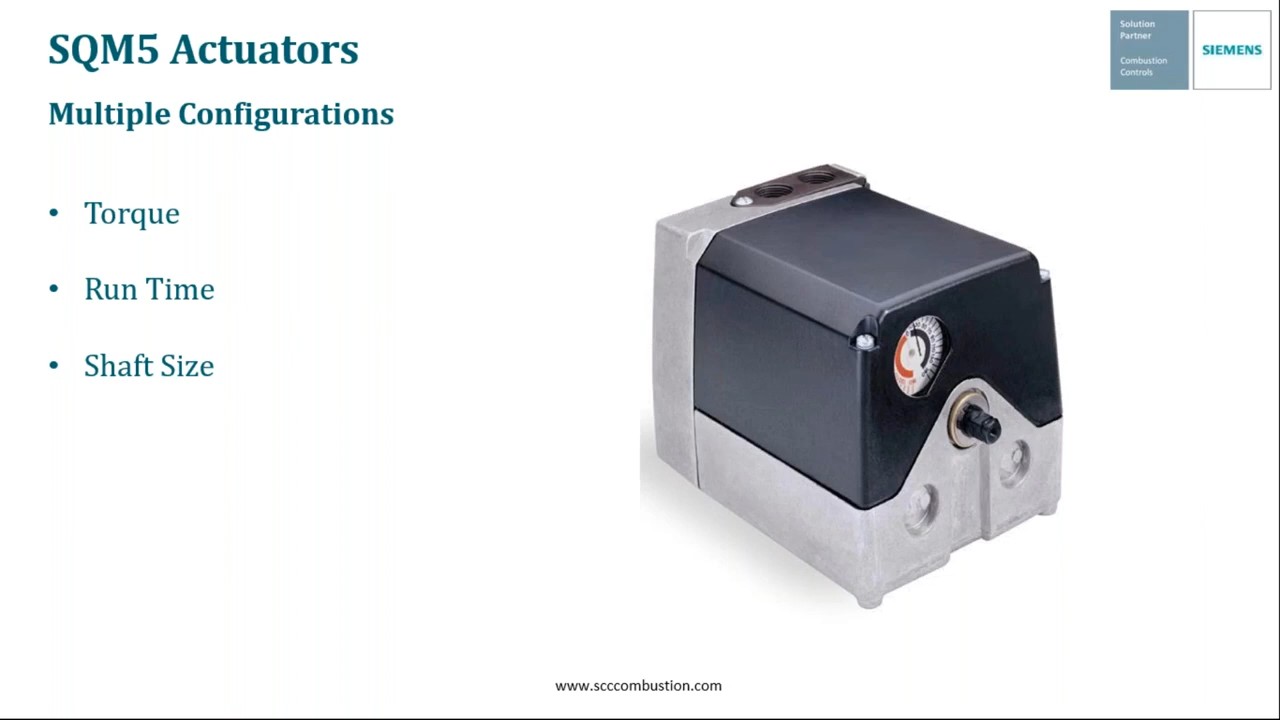 SQM5 Actuators
Multiple Configurations
• Torque
• Run Time
• Shaft Size
Solution
Partner
Combustion
Controls
SIEMENS
www.scccombustion.com